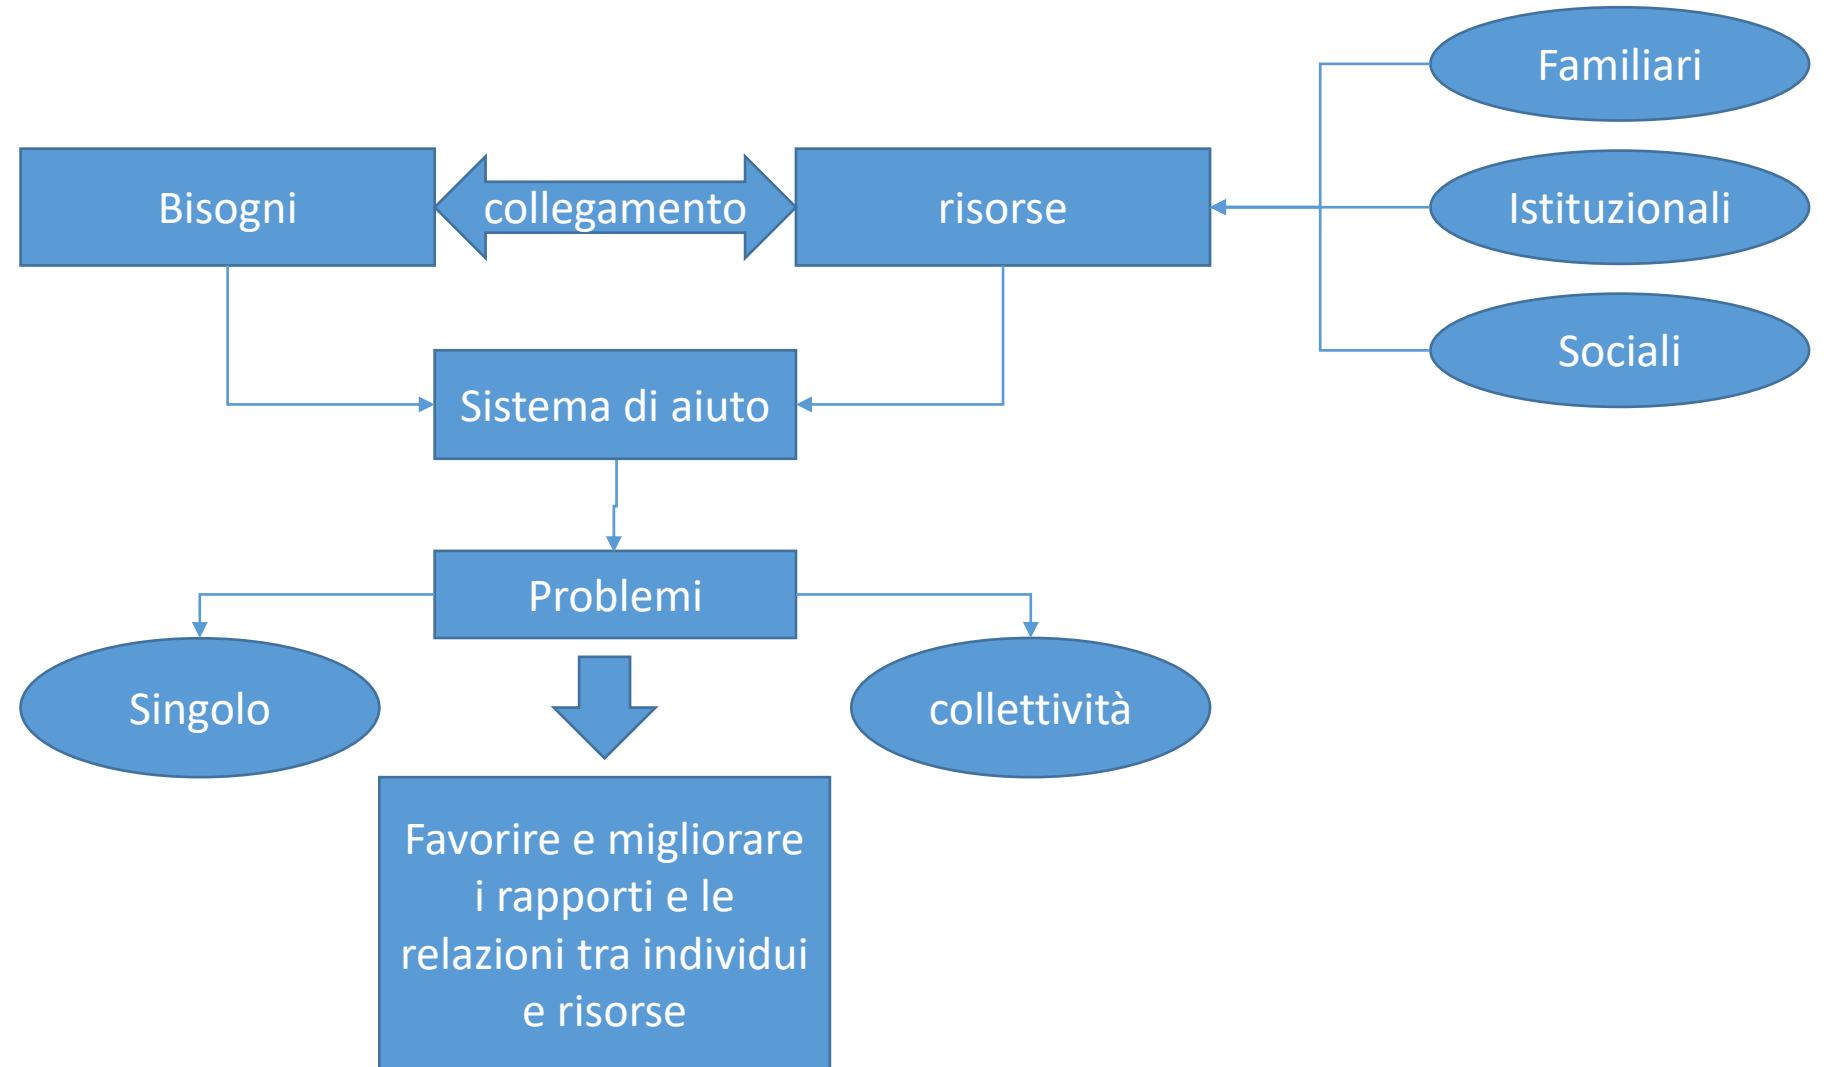 Familiari
Bisogni
collegamento
risorse
Istituzionali
Sociali
Sistema di aiuto
Problemi
Singolo
collettività
Favorire e migliorare
i rapporti e le
relazioni tra individui
e risorse